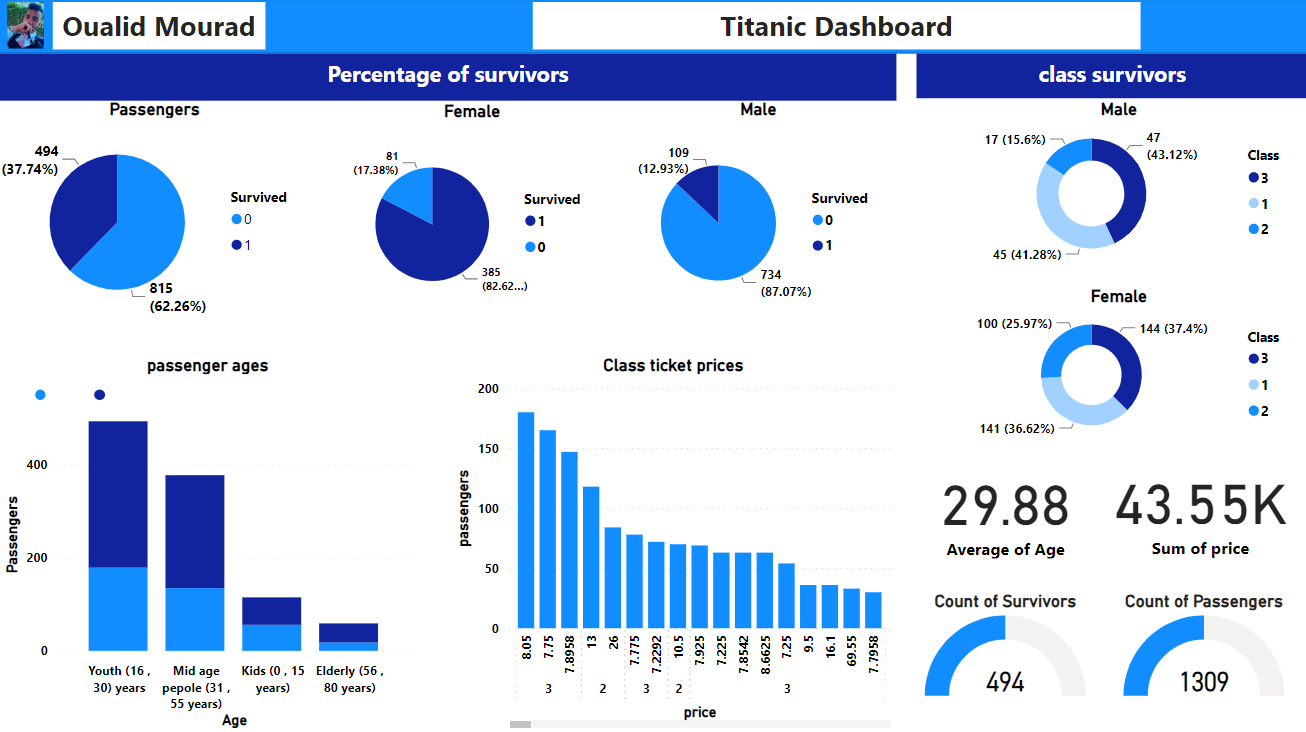 Oualid Mourad
Titanic Dashboard
Percentage of survivors
class survivors
Passengers
494
(37.74%)
815
(62.26%)
Survived
0
1
Female
81
(17.38%)
385
(82.62...)
Survived
1
0
Male
109
(12.93%)
734
(87.07%)
Survived
0
1
Male
17 (15.6%)
47
(43.12%)
45 (41.28%)
Class
3
1
2
Female
100 (25.97%)
144 (37.4%)
141 (36.62%)
Class
3
1
2
passenger ages
Passengers
400
200
0
Youth (16 ,
30) years
Mid age
pepole (31 ,
55 years)
Kids (0 , 15
years)
Elderly (56 ,
80 years)
Age
Class ticket prices
passengers
200
150
100
50
0
8.05
7.75
7.8958
13
26
7.775
7.2292
10.5
7.925
7.225
7.8542
8.6625
7.25
9.5
16.1
69.55
7.7958
3
2
3
2
3
price
29.88
Average of Age
43.55K
Sum of price
Count of Survivors
494
Count of Passengers
1309